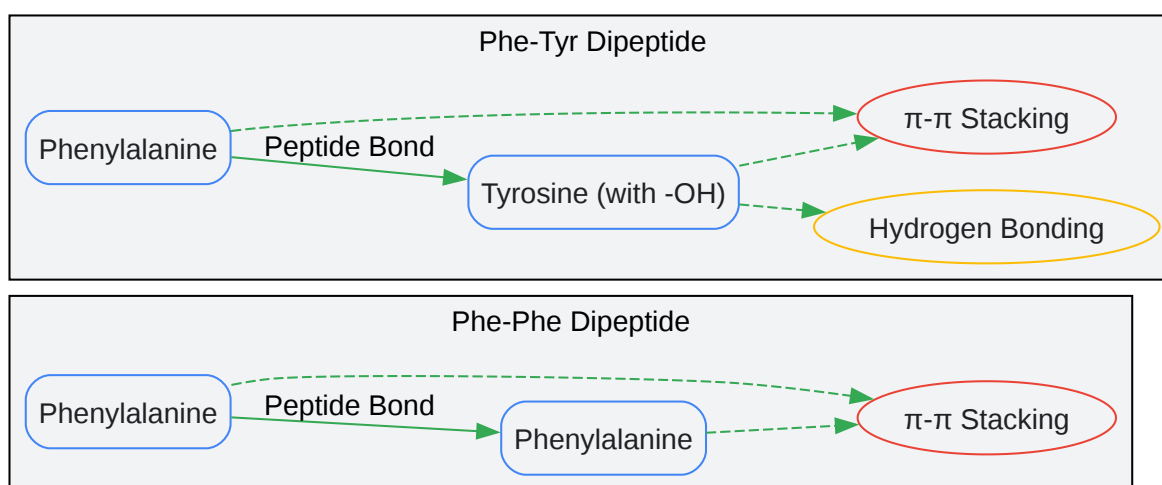 Phe-Tyr Dipeptide
Phenylalanine
Peptide Bond
Tyrosine (with -OH)
π-π Stacking
Hydrogen Bonding
Phe-Phe Dipeptide
Phenylalanine
Peptide Bond
Phenylalanine
π-π Stacking